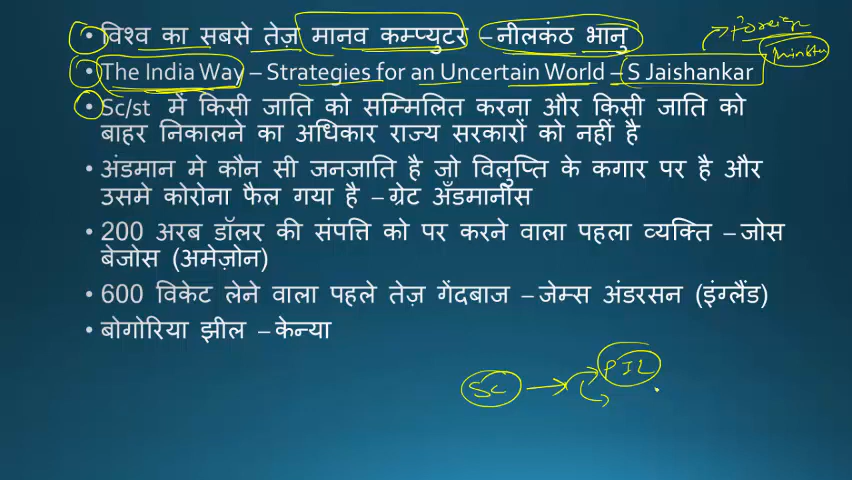 • विश्व का सबसे तेज़ मानव कम्प्युटर – नीलकंठ भानु
foreign
ministr
• The India Way – Strategies for an Uncertain World – S Jaishankar
• Sc/st मे किसी जाति को सम्मिलित करना और किसी जाति को
बाहर निकालने का अधिकार राज्य सरकारों को नहीं है
• अंडमान मे कौन सी जनजाति है जो विलुप्ति के कगार पर है और
उसमे कोरोना फैल गया है – ग्रेट अँडमानीस
• 200 अरब डॉलर की संपत्ति को पर करने वाला पहला व्यक्ति – जोस
बेजोस (अमेज़ोन)
• 600 विकेट लेने वाला पहले तेज़ गेंदबाज – जेम्स अंडरसन (इंग्लैंड)
• बोगोरिया झील – केन्या
SC PIL